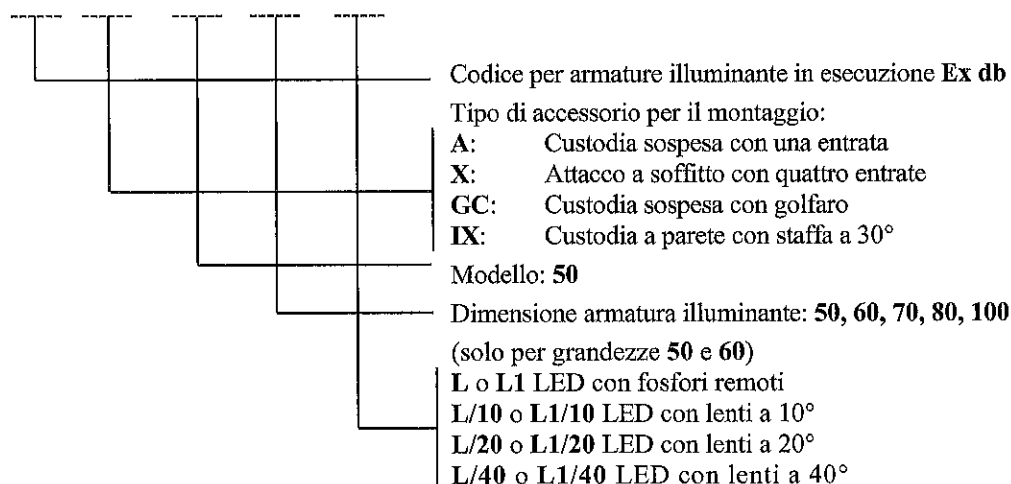 Codice per armature illuminante in esecuzione Ex db
Tipo di accessorio per il montaggio:
A: Custodia sospesa con una entrata
X: Attacco a soffitto con quattro entrate
GC: Custodia sospesa con golfaro
IX: Custodia a parete con staffa a 30°
Modello: 50
Dimensione armatura illuminante: 50, 60, 70, 80, 100
(solo per grandezze 50 e 60)
L o L1 LED con fosfori remoti
L/10 o L1/10 LED con lenti a 10°
L/20 o L1/20 LED con lenti a 20°
L/40 o L1/40 LED con lenti a 40°